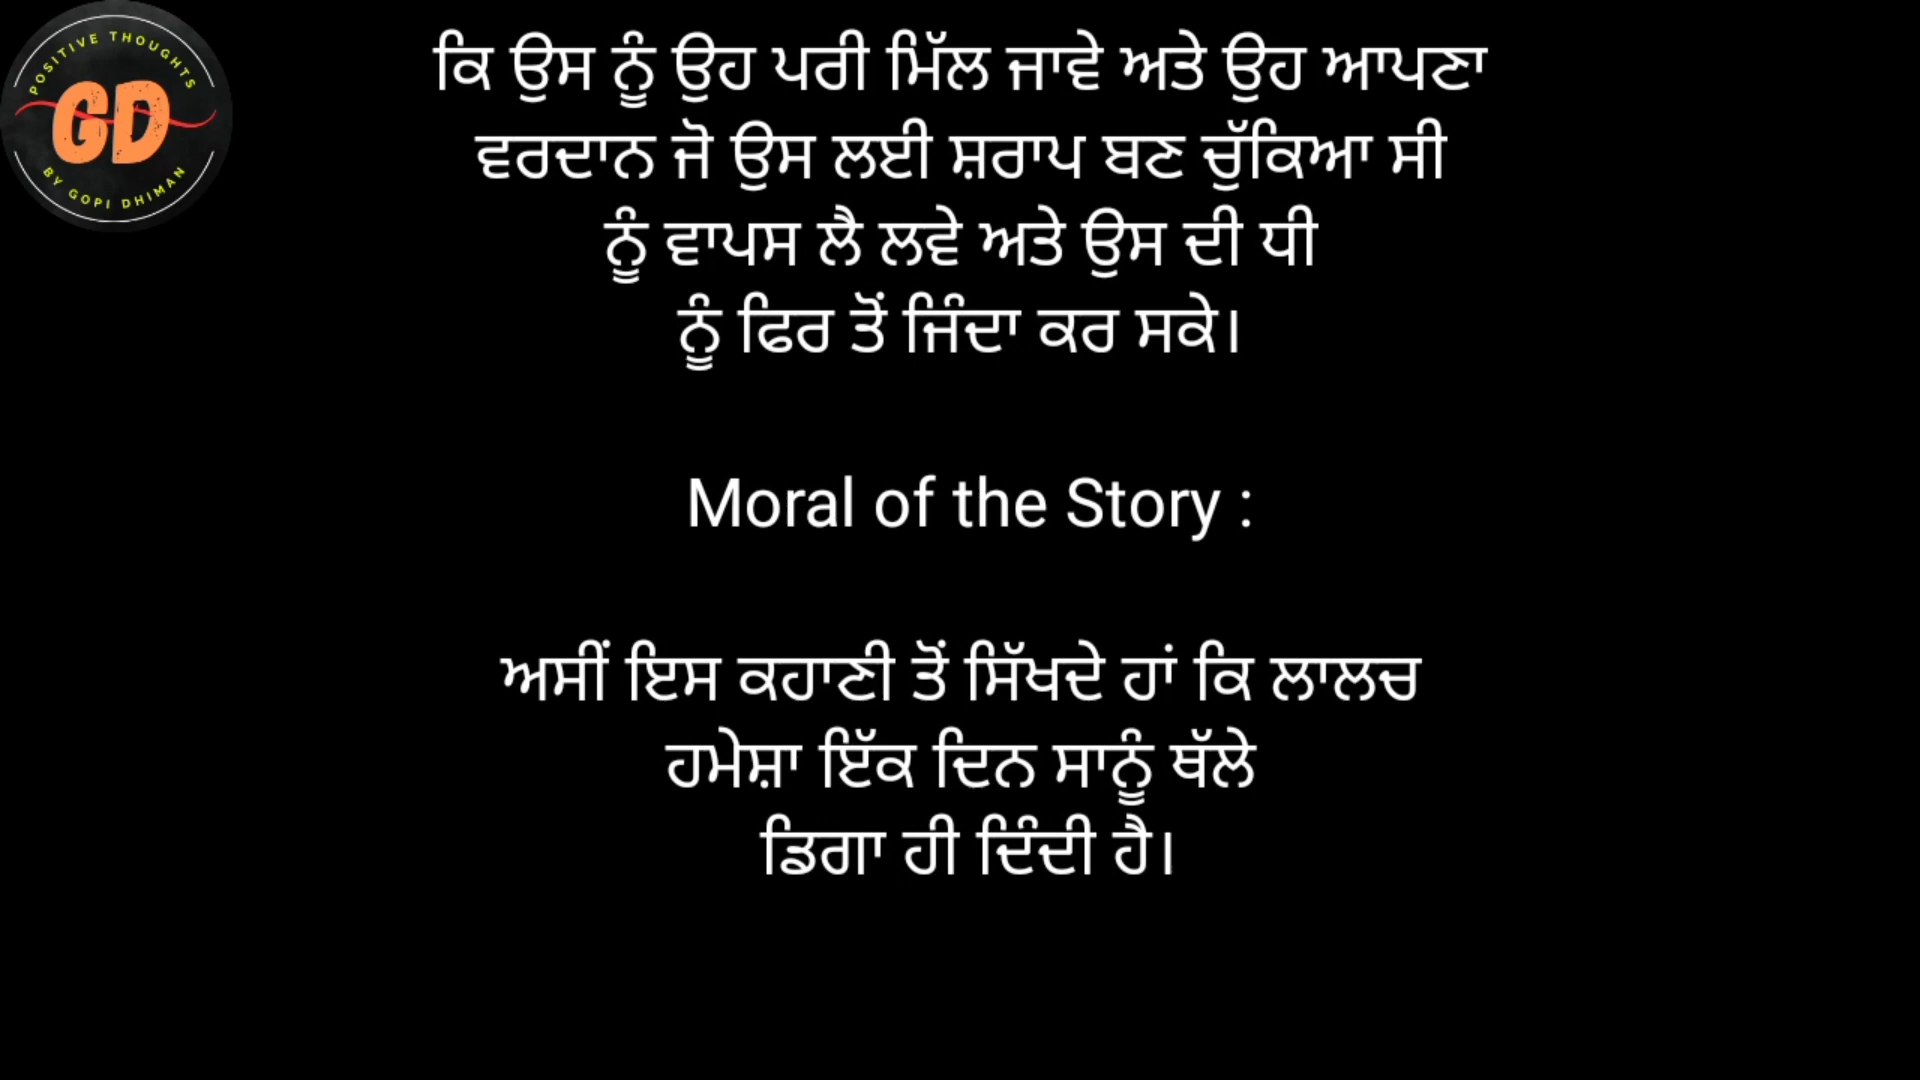 POSITIVE THOUGHTS
GD
BY GOPI DHIMAN
ਕਿ ਉਸ ਨੂੰ ਉਹ ਪਰੀ ਮਿੱਲ ਜਾਵੇ ਅਤੇ ਉਹ ਆਪਣਾ
ਵਰਦਾਨ ਜੋ ਉਸ ਲਈ ਸ਼ਰਾਪ ਬਣ ਚੁੱਕਿਆ ਸੀ
ਨੂੰ ਵਾਪਸ ਲੈ ਲਵੇ ਅਤੇ ਉਸ ਦੀ ਧੀ
ਨੂੰ ਫਿਰ ਤੋਂ ਜਿੰਦਾ ਕਰ ਸਕੇ।
Moral of the Story :
ਅਸੀਂ ਇਸ ਕਹਾਣੀ ਤੋਂ ਸਿੱਖਦੇ ਹਾਂ ਕਿ ਲਾਲਚ
ਹਮੇਸ਼ਾ ਇੱਕ ਦਿਨ ਸਾਨੂੰ ਥੱਲੇ
ਡਿਗਾ ਹੀ ਦਿੰਦੀ ਹੈ।